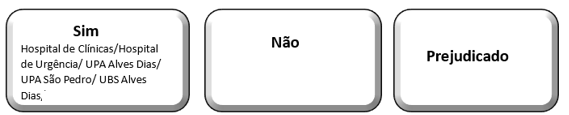 Sim
Hospital de Clínicas/Hospital
de Urgência/ UPA Alves Dias/
UPA São Pedro/ UBS Alves
Dias,
Não
Prejudicado